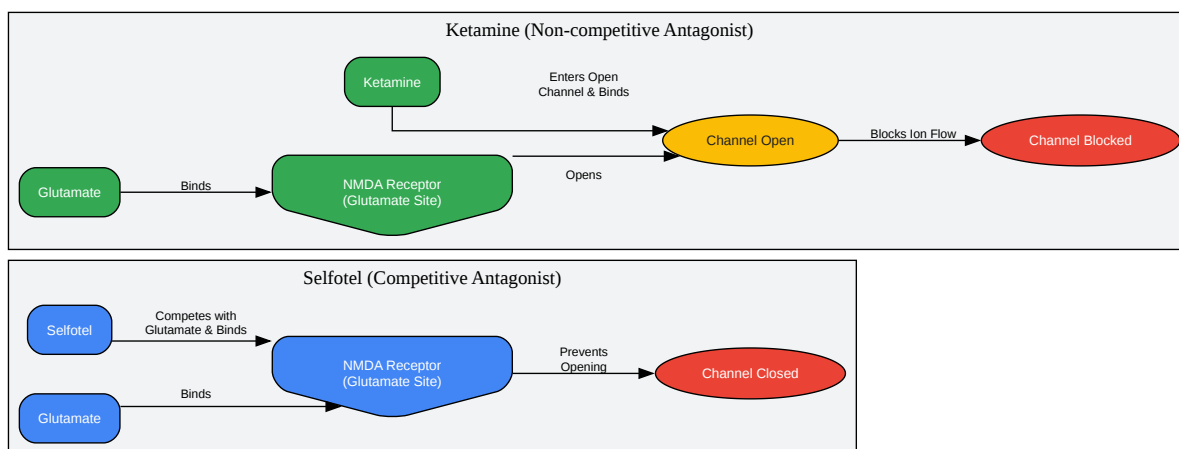 Ketamine (Non-competitive Antagonist)
Ketamine
Enters Open
Channel & Binds
Channel Open
Blocks Ion Flow
Channel Blocked
Glutamate
Binds
NMDA Receptor
(Glutamate Site)
Opens
Selfotel (Competitive Antagonist)
Selfotel
Competes with
Glutamate & Binds
NMDA Receptor
(Glutamate Site)
Prevents
Opening
Channel Closed
Glutamate
Binds